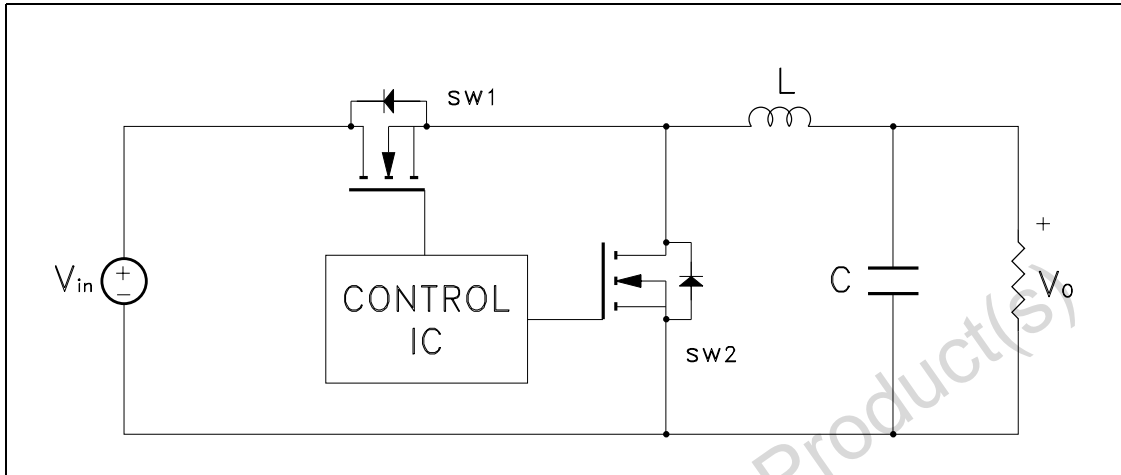 L
SW1
+
Vin
+
−
CONTROL
IC
C
Vo
SW2
Product(s)